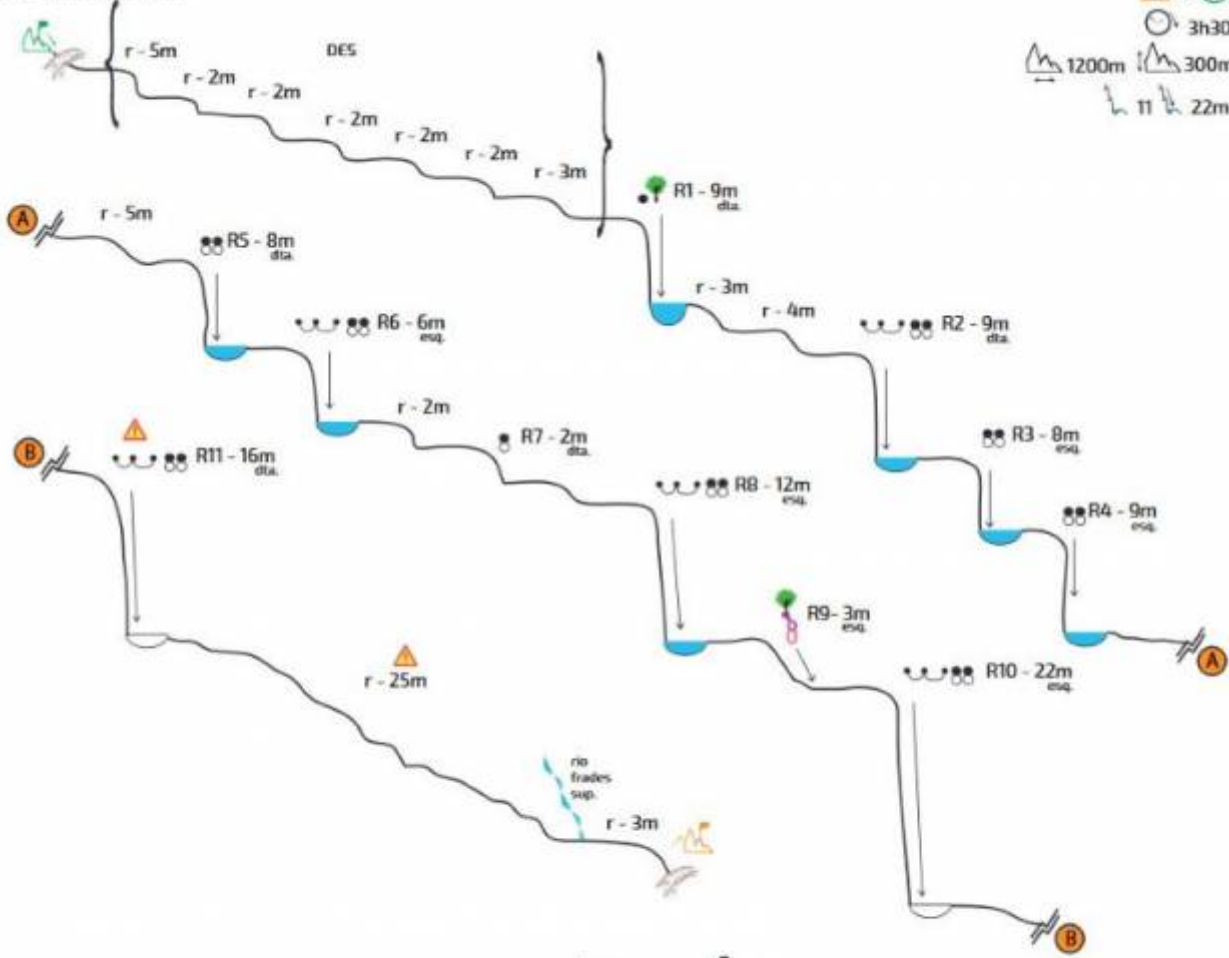 3h30
1200m 300m
11 22m
r - 5m
DES
r - 2m
r - 2m
r - 2m
r - 2m
r - 2m
r - 3m
R1 - 9m
dta.
r - 3m
r - 4m
R2 - 9m
dta.
R3 - 8m
esq.
R4 - 9m
esq.
A
A
r - 5m
R5 - 8m
dta.
R6 - 6m
esq.
r - 2m
R7 - 2m
dta.
R8 - 12m
esq.
R9- 3m
esq.
R10 - 22m
esq.
B
B
R11 - 16m
dta.
r - 25m
rio
frades
sup.
r - 3m